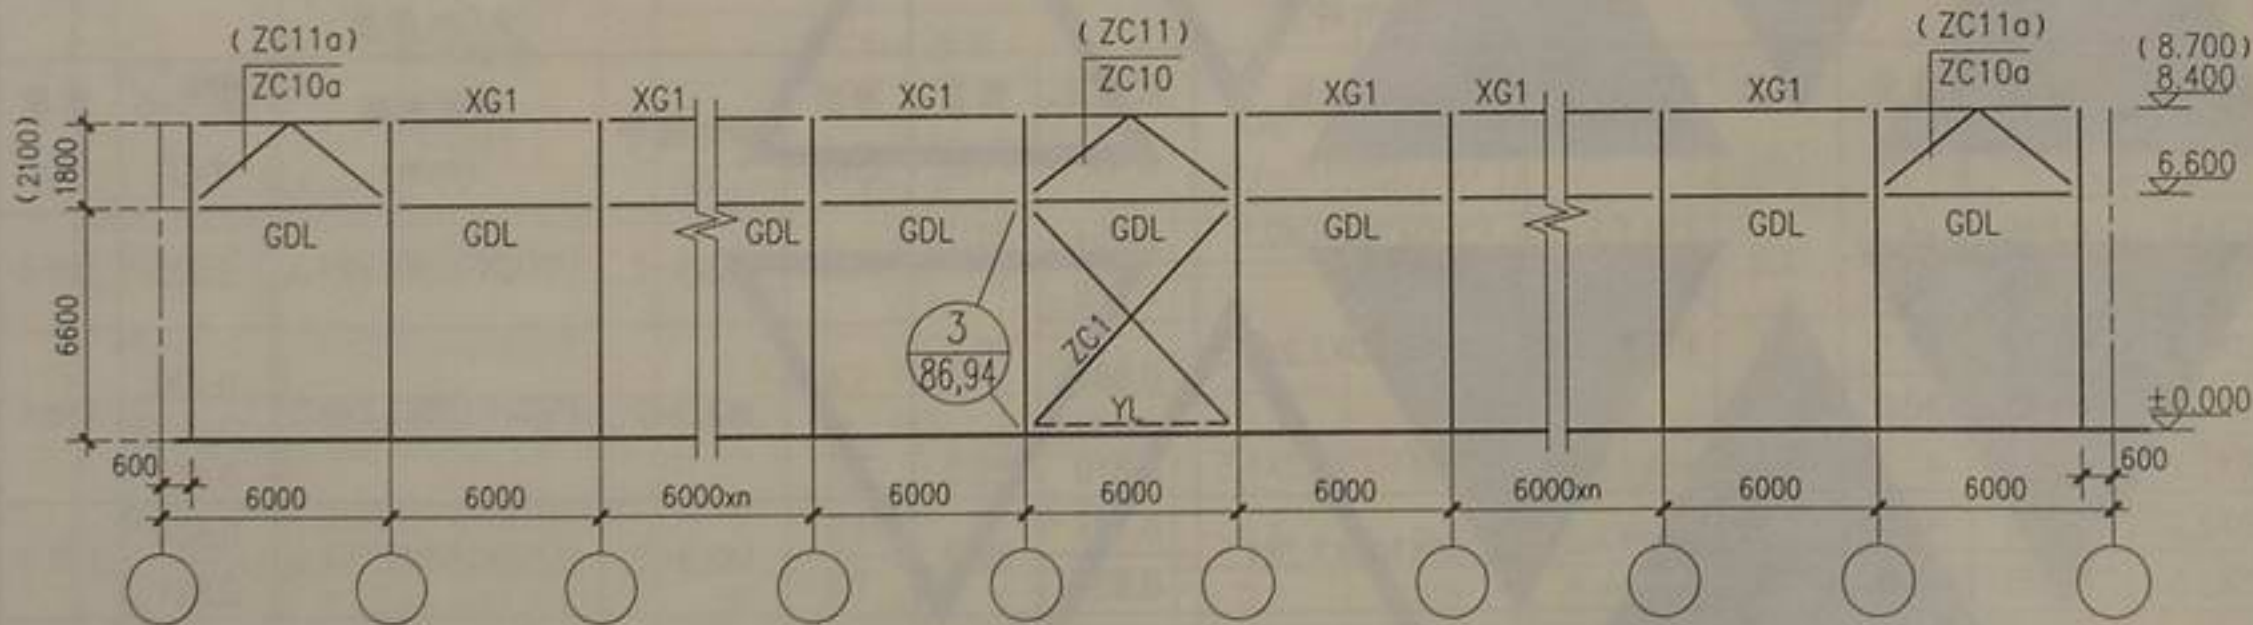 (ZC11a)
ZC10a
(ZC11)
ZC10
(ZC11a)
ZC10a
(8.700)
8.400
XG1
XG1
XG1
XG1
XG1
XG1
(2100)
1800
6.600
GDL
GDL
GDL
GDL
GDL
GDL
GDL
GDL
6600
3
86,94
ZC1
YL
±0.000
600
600
6000
6000
6000xn
6000
6000
6000
6000xn
6000
6000